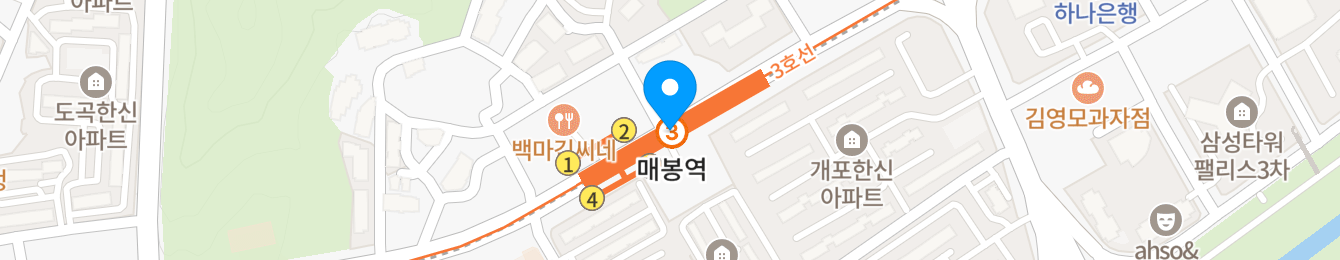 아파트
하나은행
3호선
도곡한신
아파트
김영모과자점
2
3
백마김씨네
1
매봉역
삼성타워
팰리스3차
개포한신
아파트
4
ahso&